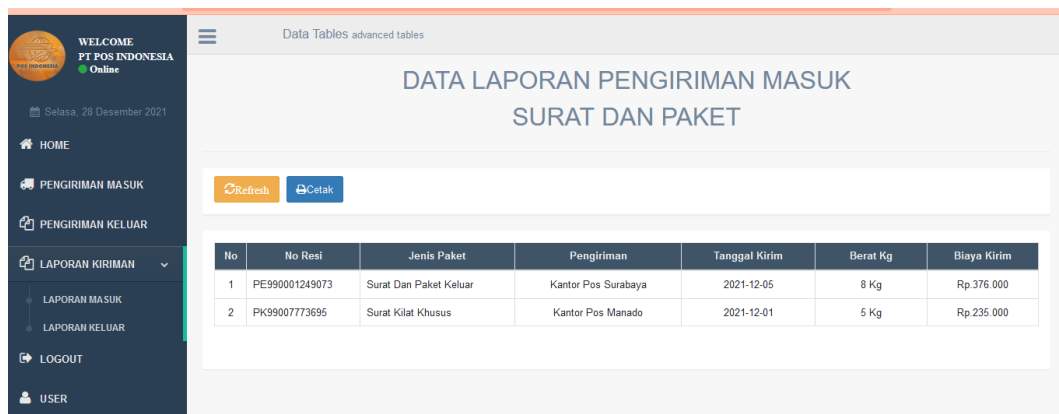 WELCOME
PT POS INDONESIA
Online
POS INDONESIA
Selasa, 28 Desember 2021
HOME
PENGIRIMAN MASUK
PENGIRIMAN KELUAR
LAPORAN KIRIMAN
LAPORAN MASUK
LAPORAN KELUAR
LOGOUT
USER
Data Tables advanced tables
DATA LAPORAN PENGIRIMAN MASUK
SURAT DAN PAKET
Refresh Cetak
No No Resi Jenis Paket Pengiriman Tanggal Kirim Berat Kg Biaya Kirim
1 PE990001249073 Surat Dan Paket Keluar Kantor Pos Surabaya 2021-12-05 8 Kg Rp.376.000
2 PK99007773695 Surat Kilat Khusus Kantor Pos Manado 2021-12-01 5 Kg Rp.235.000